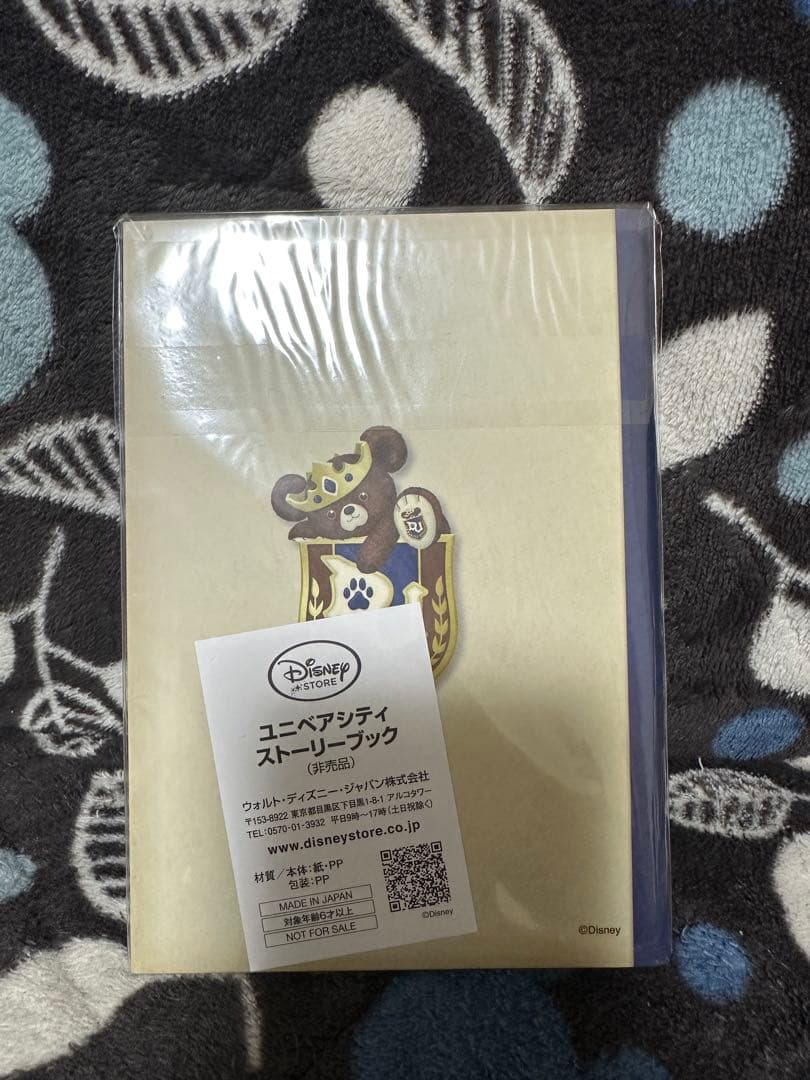 DU
Disney
STORE
ユニベアシティ
ストーリーブック
(非売品)
ウォルト・ディズニー・ジャパン株式会社
〒153-8922 東京都目黒区下目黒1-8-1 アルコタワー
TEL:0570-01-3932 平日9時〜17時(土日祝除く)
www.disneystore.co.jp
材質/本体:紙・PP
包装:PP
MADE IN JAPAN
対象年齢6才以上
NOT FOR SALE
©Disney
©Disney